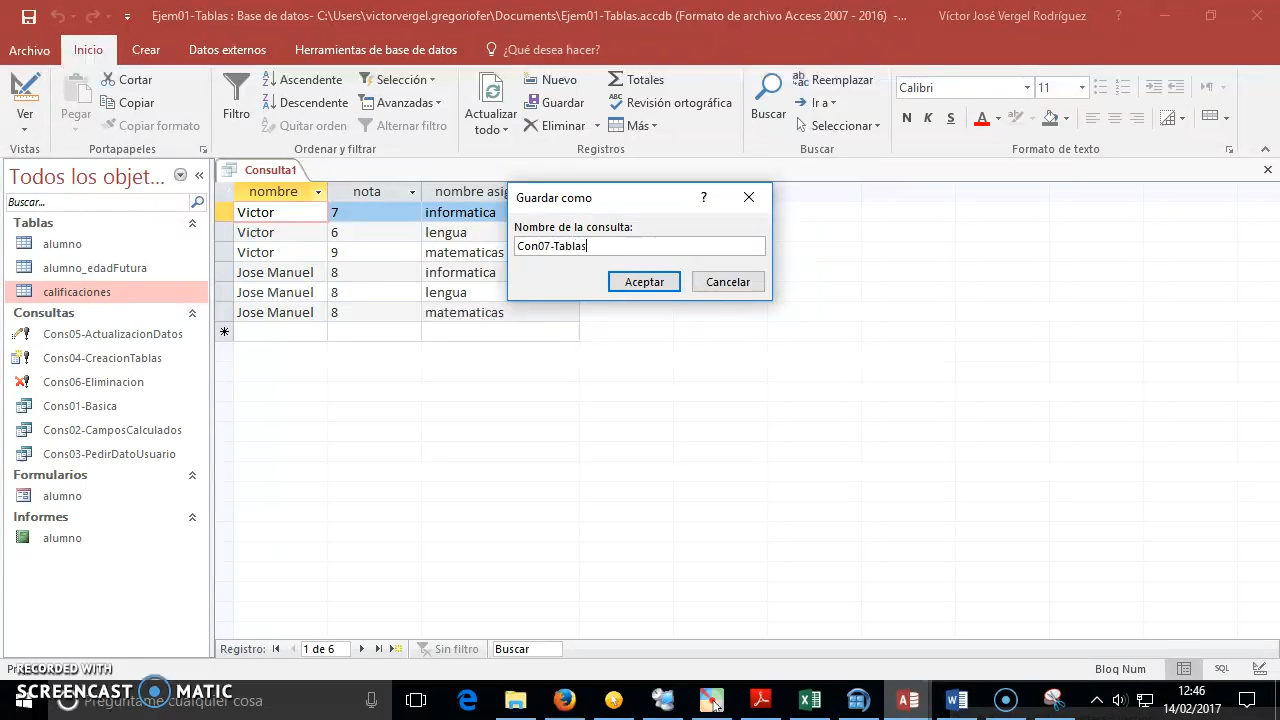 Ejem01-Tablas : Base de datos- C:\Users\victorvergel.gregoriofer\Documents\Ejem01-Tablas.accdb (Formato de archivo Access 2007 - 2016) -...
Víctor José Vergel Rodríguez
Archivo Inicio Crear Datos externos Herramientas de base de datos ¿Qué desea hacer?
Ver
Vistas
Pegar
Cortar
Copiar
Copiar formato
Portapapeles
Filtro
Ascendente
Descendente
Quitar orden
Selección
Avanzadas
Alternar filtro
Ordenar y filtrar
Actualizar
todo
Nuevo
Guardar
Eliminar
Totales
Revisión ortográfica
Más
Registros
Buscar
Reemplazar
Ir a
Seleccionar
Buscar
Calibri 11
N K S A
Formato de texto
Todos los objet...
Buscar...
Tablas
alumno
alumno_edadFutura
calificaciones
Consultas
Cons05-ActualizacionDatos
Cons04-CreacionTablas
Cons06-Eliminacion
Cons01-Basica
Cons02-CamposCalculados
Cons03-PedirDatoUsuario
Formularios
alumno
Informes
alumno
Consulta1
nombre nota nombre asig
Victor 7 informatica
Victor 6 lengua
Victor 9 matematicas
Jose Manuel 8 informatica
Jose Manuel 8 lengua
Jose Manuel 8 matematicas
Guardar como
?
Nombre de la consulta:
Con07-Tablas
Aceptar Cancelar
Registro: 1 de 6 Sin filtro Buscar
Bloq Num SQL
RECORDED WITH
SCREENCAST MATIC
Pregúntame cualquier cosa
12:46
14/02/2017